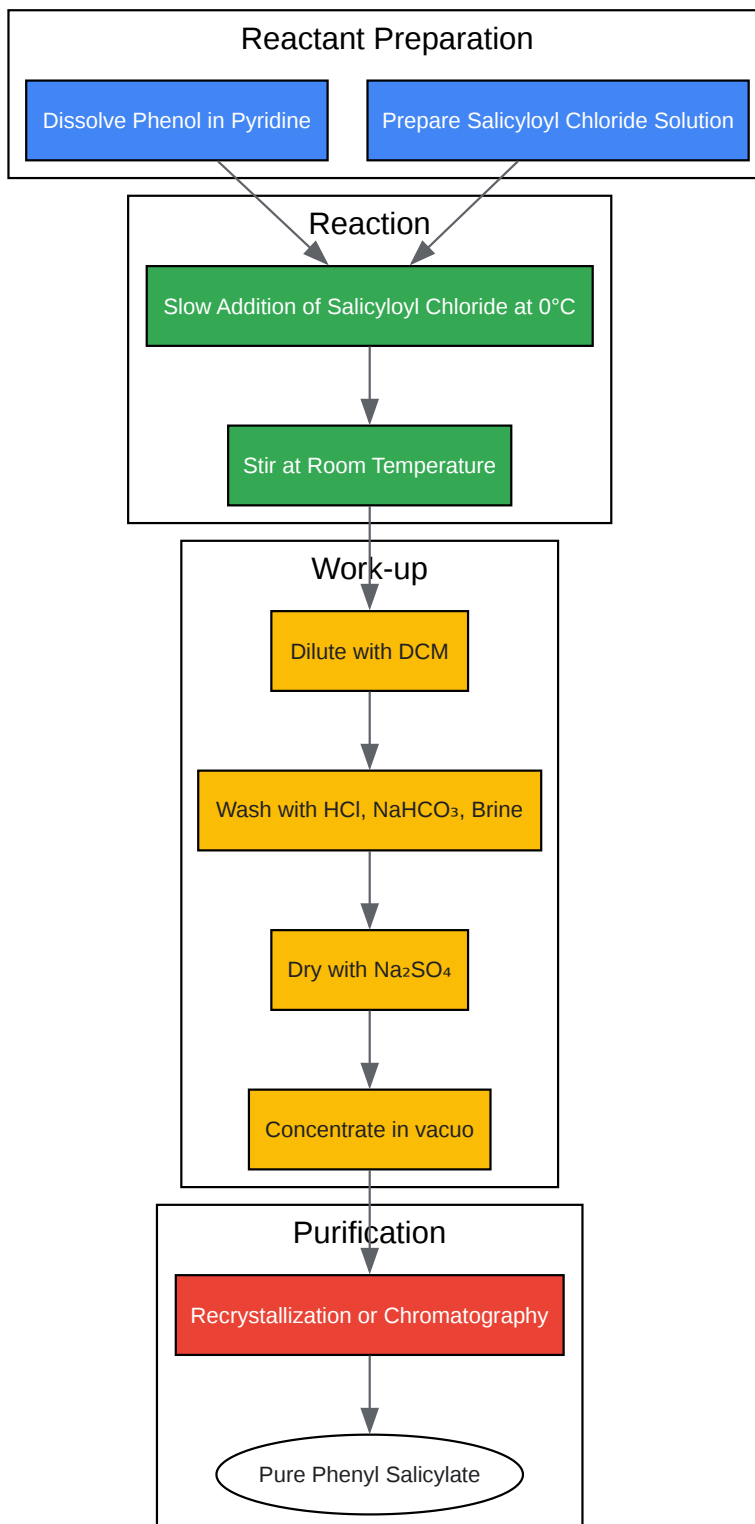 Reactant Preparation
Dissolve Phenol in Pyridine
Prepare Salicyloyl Chloride Solution
Reaction
Slow Addition of Salicyloyl Chloride at 0°C
Stir at Room Temperature
Work-up
Dilute with DCM
Wash with HCl, NaHCO₃, Brine
Dry with Na₂SO₄
Concentrate in vacuo
Purification
Recrystallization or Chromatography
Pure Phenyl Salicylate